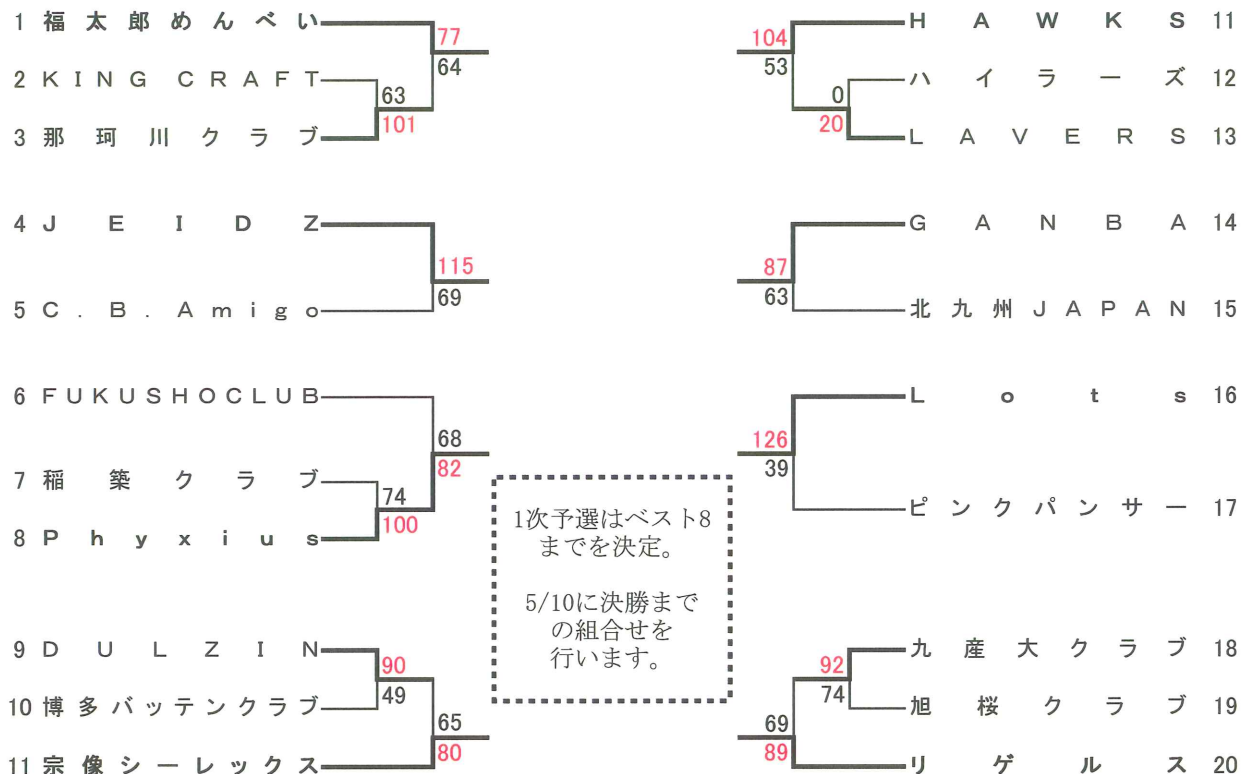 1 福太郎めんべい
77
64
2 KING CRAFT
63
101
3 那珂川クラブ
4 JEIDZ
115
69
5 C.B.Amigo
6 FUKUSHOCLUB
68
82
7 稲築クラブ
74
100
8 Phyxius
9 DULZIN
90
49
10 博多バッテンクラブ
65
80
11 宗像シーレックス
1次予選はベスト8
までを決定。
5/10に決勝まで
の組合せを
行います。
HAWKS 11
104
53
ハイラーズ 12
0
20
LAVERS 13
GANBA 14
87
63
北九州JAPAN 15
Lots 16
126
39
ピンクパンサー 17
九産大クラブ 18
92
74
旭桜クラブ 19
69
89
リゲルス 20